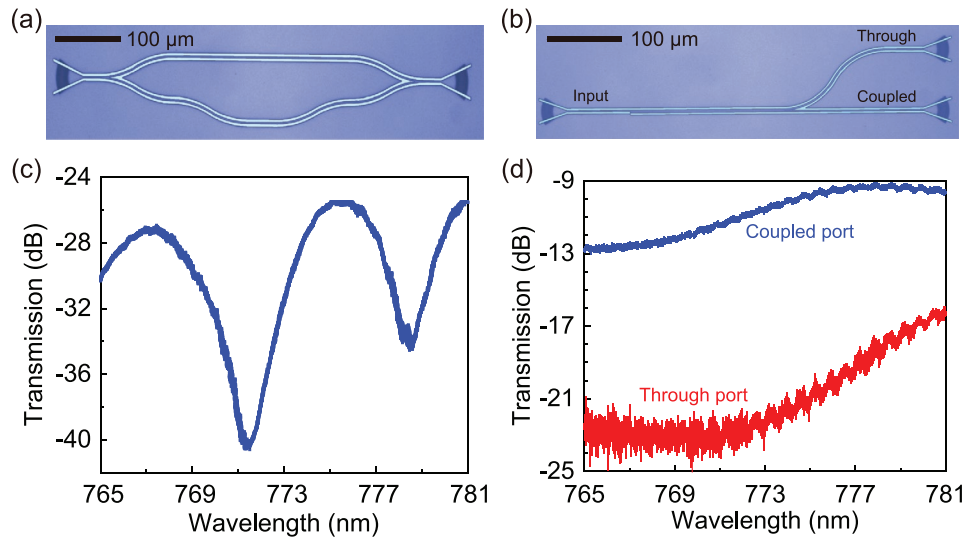 (a)
100 μm
(b)
100 μm
Through
Input
Coupled
(c)
-24
-28
-32
-36
-40
Transmission (dB)
765
769
773
777
781
Wavelength (nm)
(d)
-9
-13
-17
-21
-25
Transmission (dB)
Coupled port
Through port
765
769
773
777
781
Wavelength (nm)